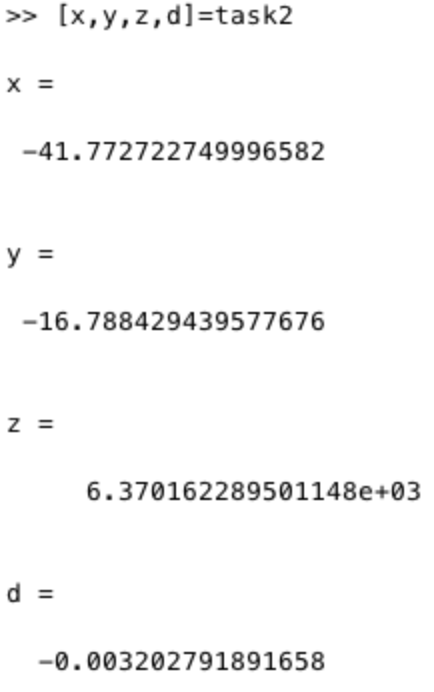 >> [x,y,z,d]=task2
x =
-41.772722749996582
y =
-16.788429439577676
z =
6.370162289501148e+03
d =
-0.003202791891658